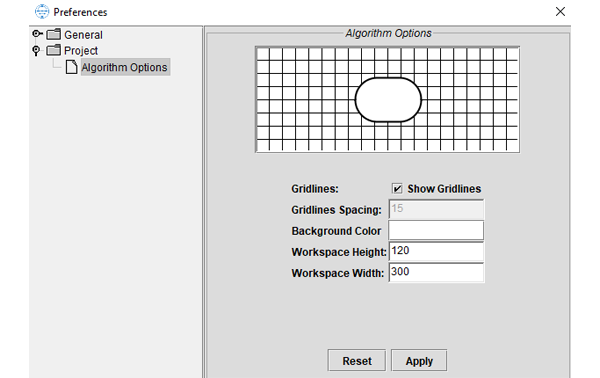 Preferences
General
Project
Algorithm Options
Algorithm Options
Gridlines: Show Gridlines
Gridlines Spacing: 15
Background Color
Workspace Height: 120
Workspace Width: 300
Reset Apply